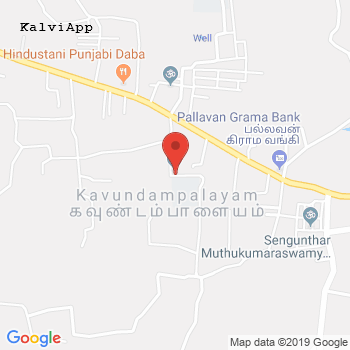 KalviApp
Well
Hindustani Punjabi Daba
Pallavan Grama Bank
பல்லவன்
கிராம வங்கி
Kavundampalayam
கவுண்டம்பாளையம்
Sengunthar
Muthukumaraswamy...
Google
Map data ©2019 Google